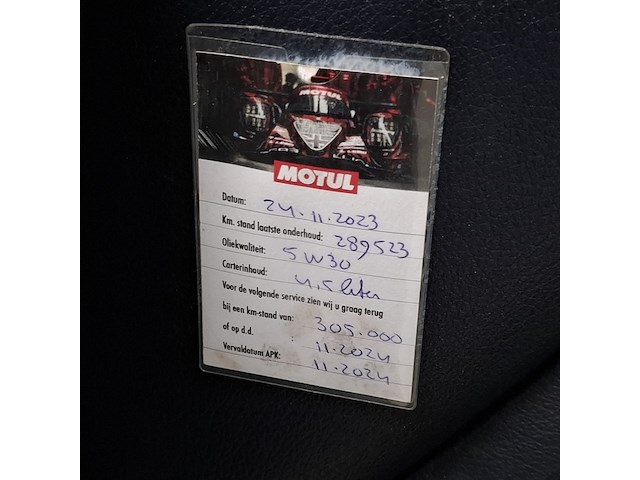 MOTUL
MOTUL
Datum: 24.11.2023
Km. stand laatste onderhoud: 289523
Oliekwaliteit: 5W30
Carterinhoud: 4.5 liter
Voor de volgende service zien wij u graag terug
bij een km-stand van: 305.000
of op d.d. 11.2024
Vervaldatum APK: 11.2024